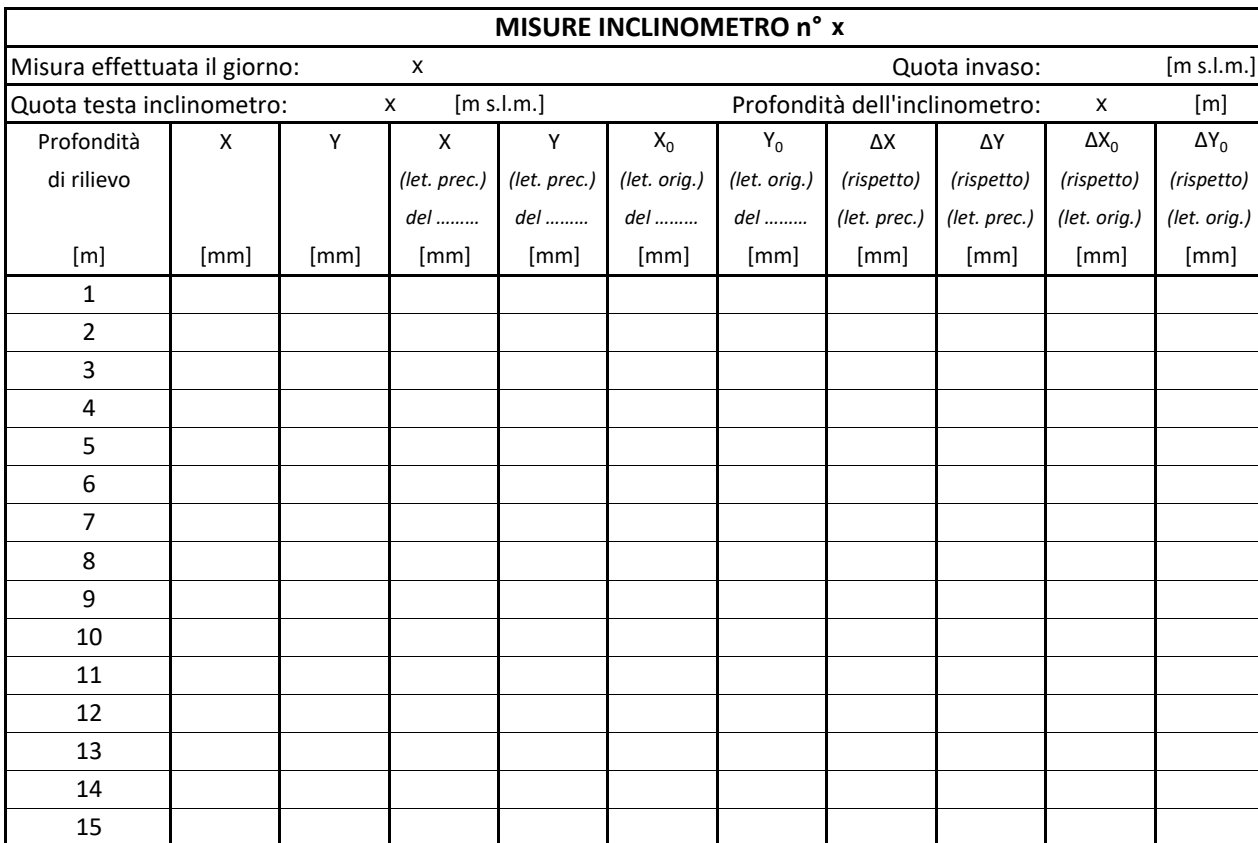 MISURE INCLINOMETRO n° x
Misura effettuata il giorno: x Quota invaso: [m s.l.m.]
Quota testa inclinometro: x [m s.l.m.] Profondità dell'inclinometro: x [m]
Profondità X Y X Y X₀ Y₀ ΔX ΔY ΔX₀ ΔY₀
di rilievo (let. prec.) (let. prec.) (let. orig.) (let. orig.) (rispetto) (rispetto) (rispetto) (rispetto)
del ......... del ......... del ......... del ......... (let. prec.) (let. prec.) (let. orig.) (let. orig.)
[m] [mm] [mm] [mm] [mm] [mm] [mm] [mm] [mm] [mm] [mm]
1
2
3
4
5
6
7
8
9
10
11
12
13
14
15